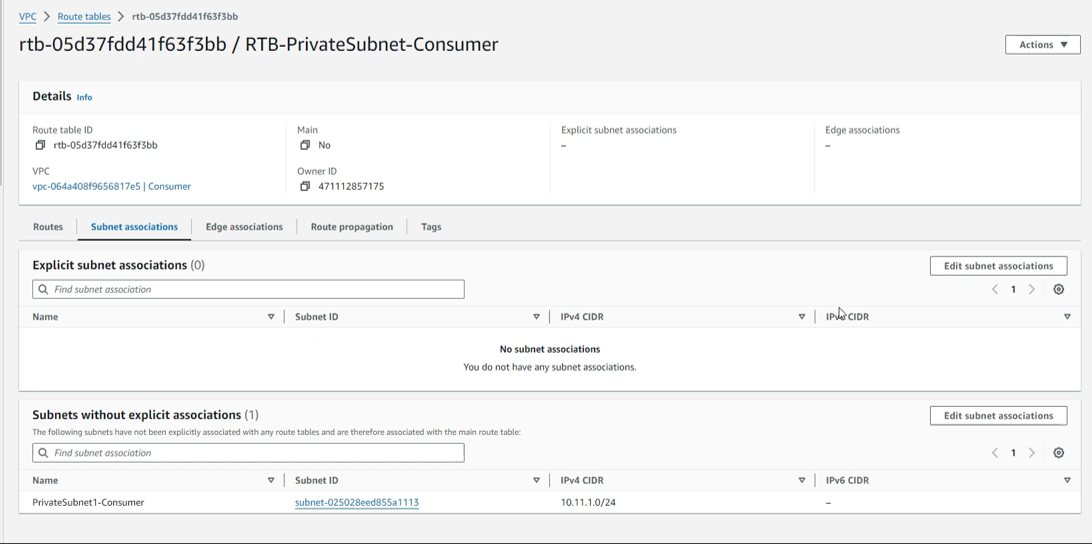 VPC > Route tables > rtb-05d37fdd41f63f3bb
rtb-05d37fdd41f63f3bb / RTB-PrivateSubnet-Consumer
Actions
Details Info
Route table ID
rtb-05d37fdd41f63f3bb
Main
No
Explicit subnet associations
–
Edge associations
–
VPC
vpc-064a408f9656817e5 | Consumer
Owner ID
471112857175
Routes
Subnet associations
Edge associations
Route propagation
Tags
Explicit subnet associations (0)
Edit subnet associations
Find subnet association
1
Name
Subnet ID
IPv4 CIDR
IPv6 CIDR
No subnet associations
You do not have any subnet associations.
Subnets without explicit associations (1)
Edit subnet associations
The following subnets have not been explicitly associated with any route tables and are therefore associated with the main route table:
Find subnet association
1
Name
Subnet ID
IPv4 CIDR
IPv6 CIDR
PrivateSubnet1-Consumer
subnet-025028eed855a1113
10.11.1.0/24
–